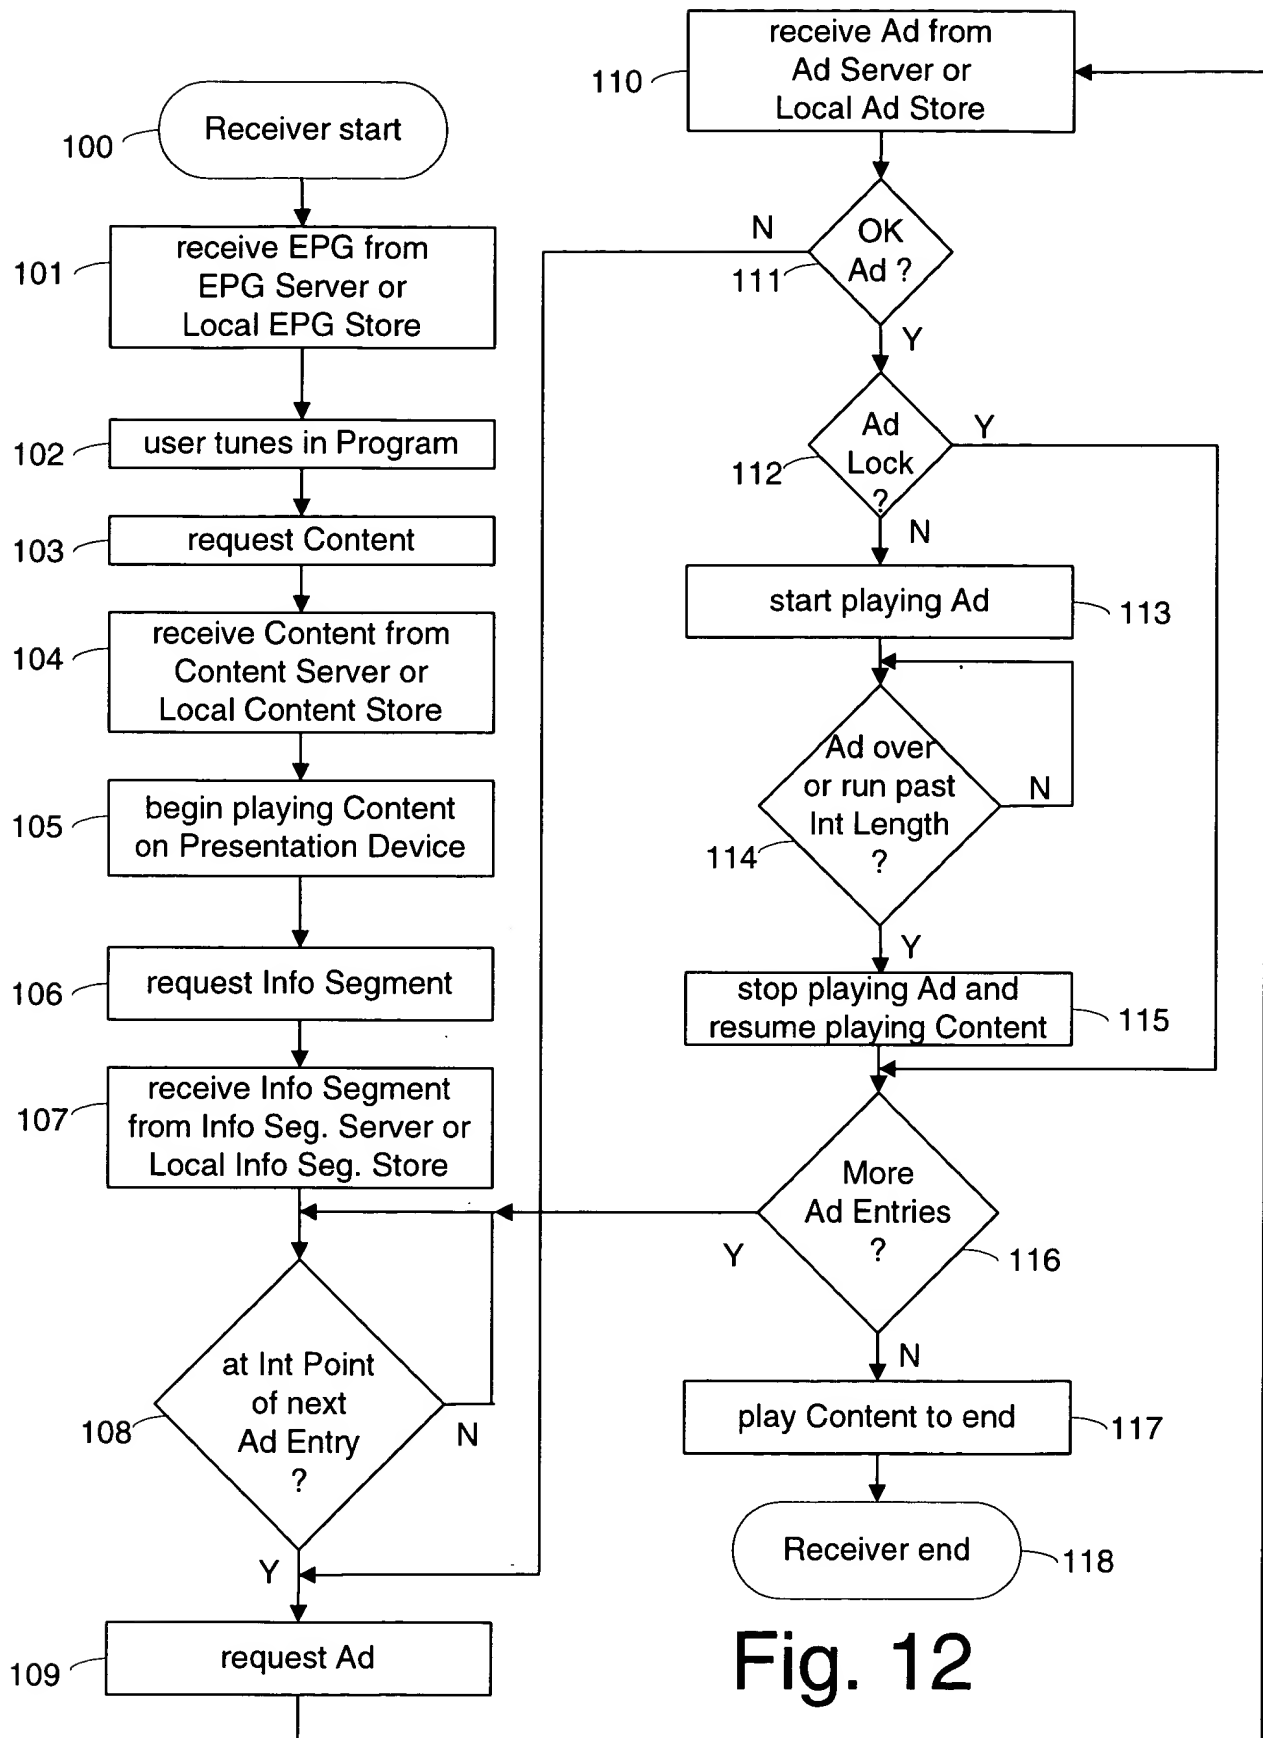 100
Receiver start
101
receive EPG from
EPG Server or
Local EPG Store
102
user tunes in Program
103
request Content
104
receive Content from
Content Server or
Local Content Store
105
begin playing Content
on Presentation Device
106
request Info Segment
107
receive Info Segment
from Info Seg. Server or
Local Info Seg. Store
108
at Int Point
of next
Ad Entry
?
N
Y
109
request Ad
110
receive Ad from
Ad Server or
Local Ad Store
N
111
OK
Ad ?
Y
112
Ad
Lock
?
Y
N
start playing Ad
113
Ad over
or run past
Int Length
?
N
114
Y
stop playing Ad and
resume playing Content
115
More
Ad Entries
?
Y
116
N
play Content to end
117
Receiver end
118
Fig. 12